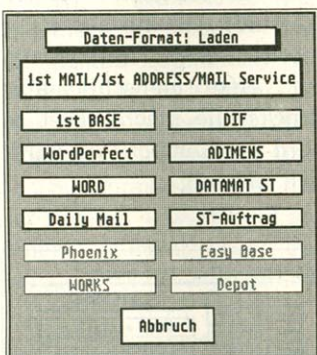 Daten-Format: Laden
1st MAIL/1st ADDRESS/MAIL Service
1st BASE DIF
WordPerfect ADIMENS
WORD DATAMAT ST
Daily Mail ST-Auftrag
Phoenix Easy Base
WORKS Depot
Abbruch